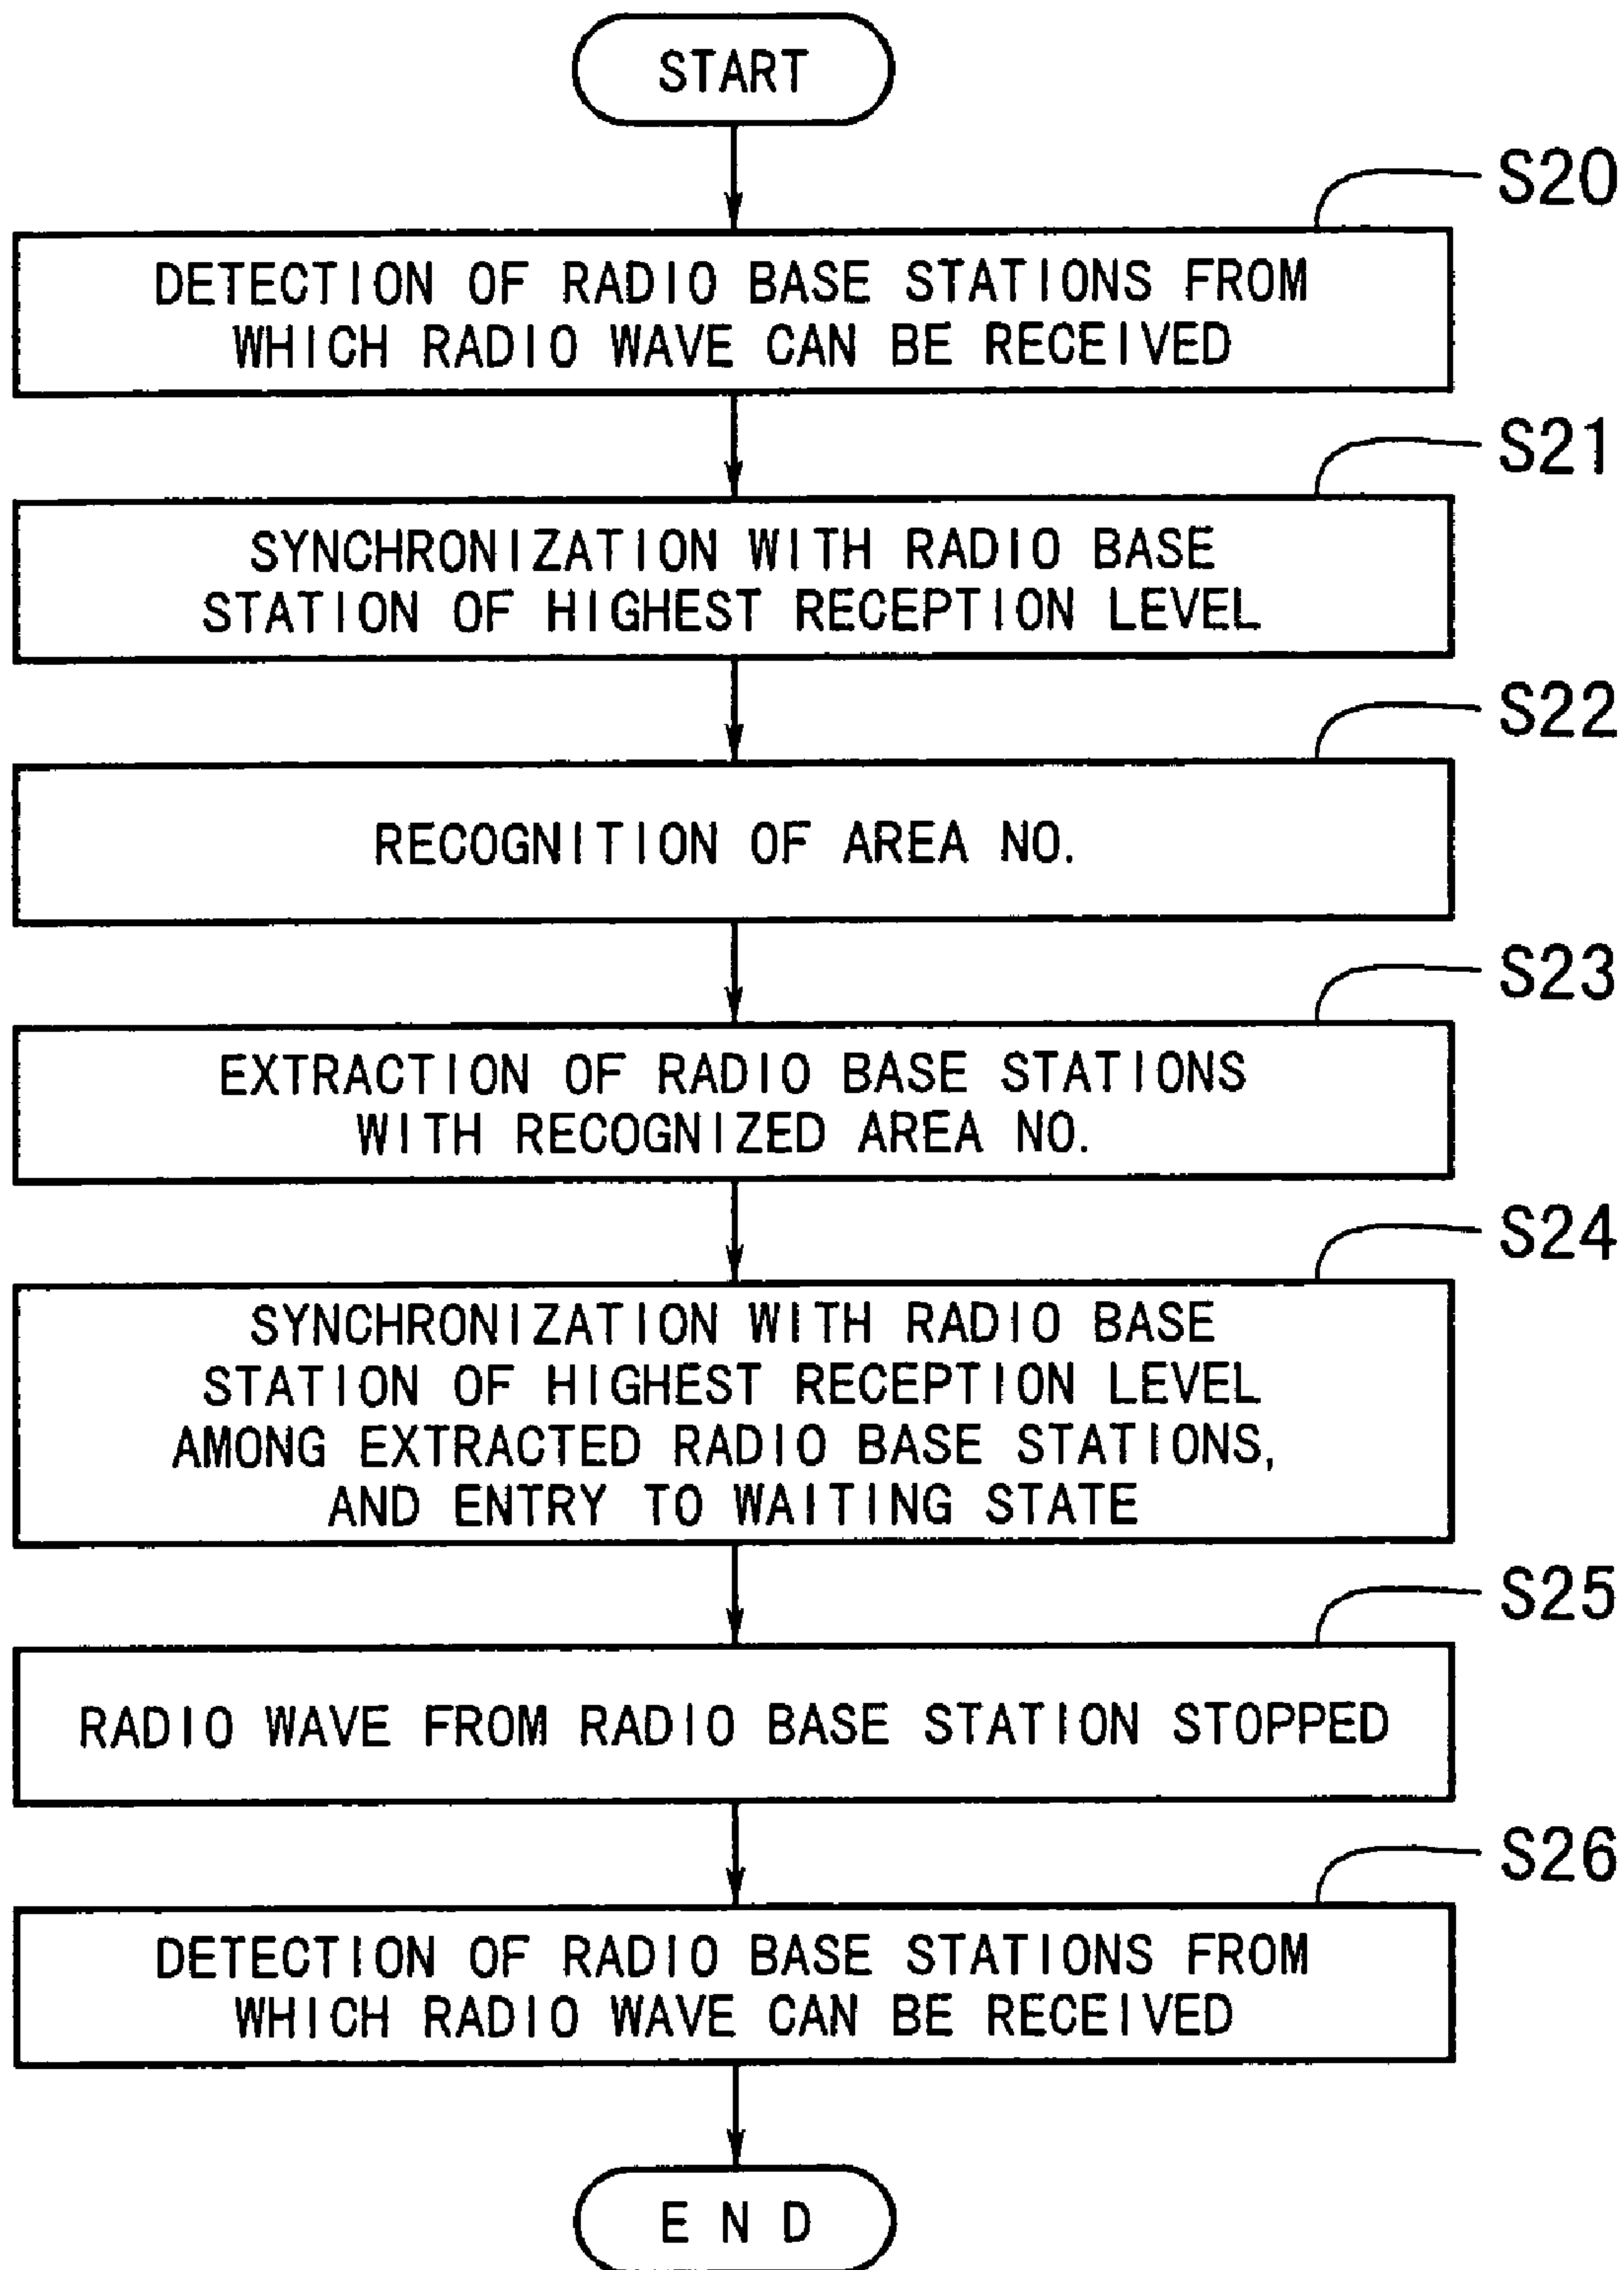 START
S20
DETECTION OF RADIO BASE STATIONS FROM
WHICH RADIO WAVE CAN BE RECEIVED
S21
SYNCHRONIZATION WITH RADIO BASE
STATION OF HIGHEST RECEPTION LEVEL
S22
RECOGNITION OF AREA NO.
S23
EXTRACTION OF RADIO BASE STATIONS
WITH RECOGNIZED AREA NO.
S24
SYNCHRONIZATION WITH RADIO BASE
STATION OF HIGHEST RECEPTION LEVEL
AMONG EXTRACTED RADIO BASE STATIONS,
AND ENTRY TO WAITING STATE
S25
RADIO WAVE FROM RADIO BASE STATION STOPPED
S26
DETECTION OF RADIO BASE STATIONS FROM
WHICH RADIO WAVE CAN BE RECEIVED
END